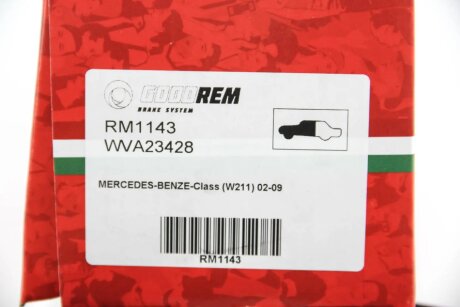 GOODREM
BRAKE SYSTEM
RM1143
WVA23428
MERCEDES-BENZE-Class (W211) 02-09
RM1143